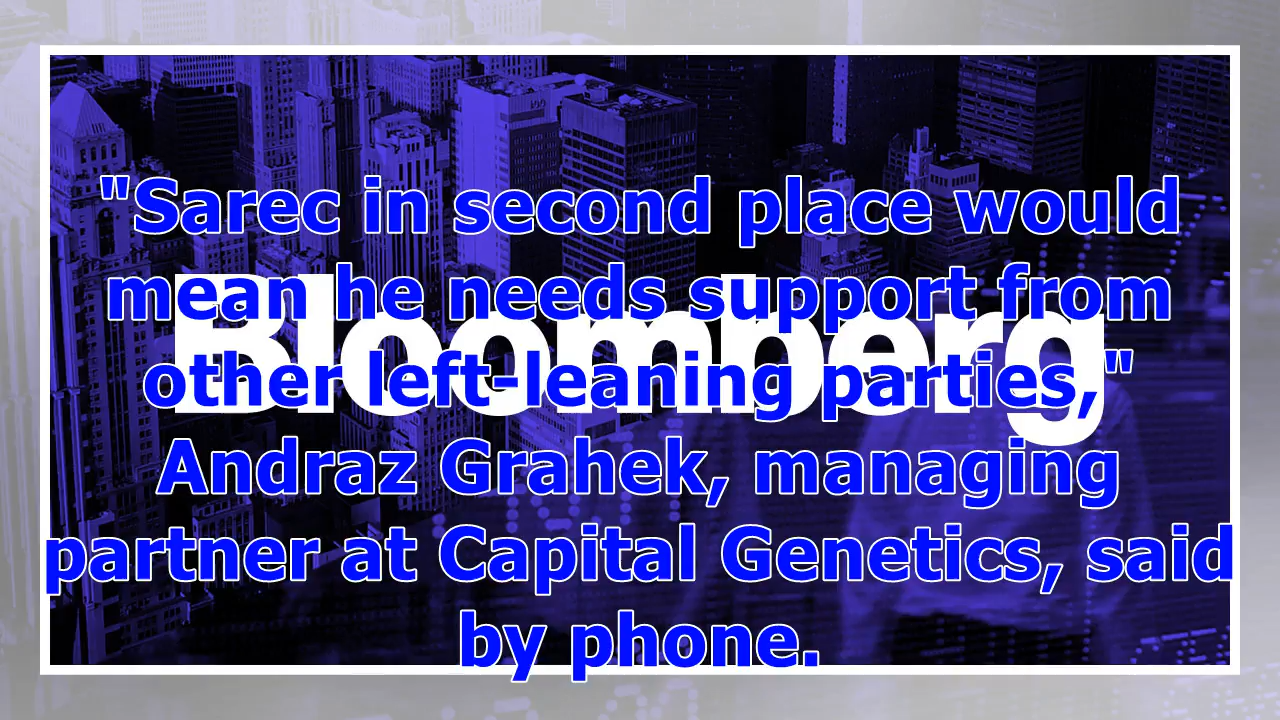 "Sarec in second place would
mean he needs support from
Bloomberg
other left-leaning parties,"
Andraz Grahek, managing
partner at Capital Genetics, said
by phone.